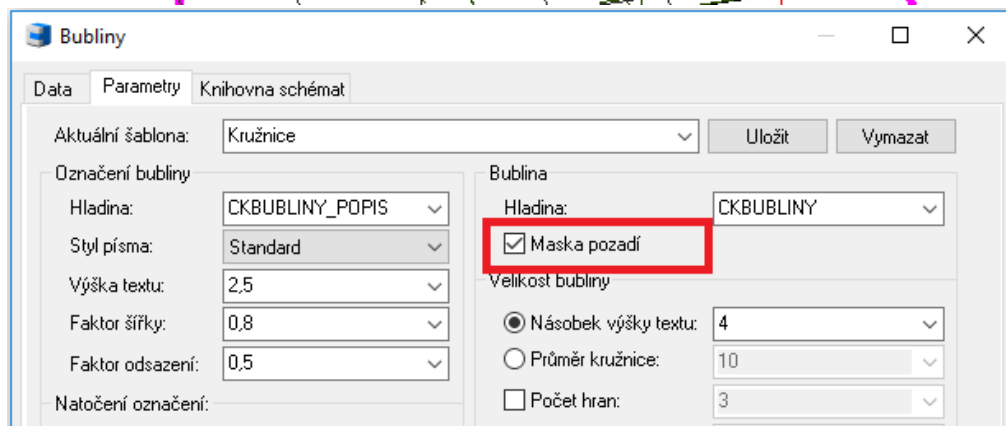 Bubliny
Data Parametry Knihovna schémat
Aktuální šablona: Kružnice Uložit Vymazat
Označení bubliny
Hladina: CKBUBLINY_POPIS
Styl písma: Standard
Výška textu: 2,5
Faktor šířky: 0,8
Faktor odsazení: 0,5
Natočení označení:
Bublina
Hladina: CKBUBLINY
Maska pozadí
Velikost bubliny
Násobek výšky textu: 4
Průměr kružnice: 10
Počet hran: 3